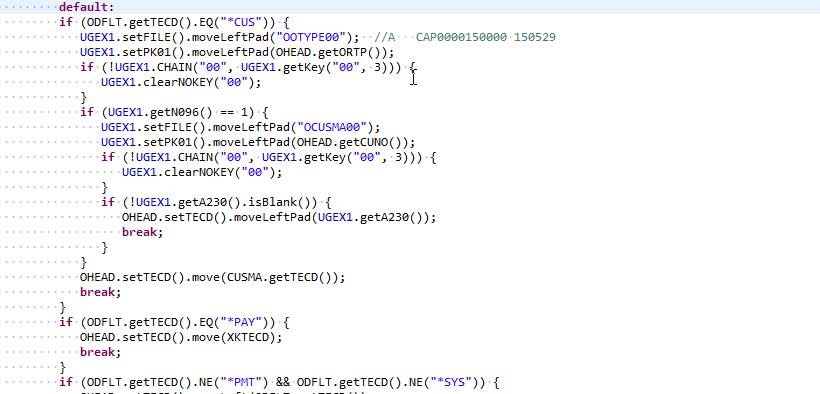 default:
if (ODFLT.getTECD().EQ("*CUS")) {
UGEX1.setFILE().moveLeftPad("OOTYPE00"); //A CAP0000150000 150529
UGEX1.setPK01().moveLeftPad(OHEAD.getORTP());
if (!UGEX1.CHAIN("00", UGEX1.getKey("00", 3))) {
UGEX1.clearNOKEY("00");
}
if (UGEX1.getN096() == 1) {
UGEX1.setFILE().moveLeftPad("OCUSMA00");
UGEX1.setPK01().moveLeftPad(OHEAD.getCUNO());
if (!UGEX1.CHAIN("00", UGEX1.getKey("00", 3))) {
UGEX1.clearNOKEY("00");
}
if (!UGEX1.getA230().isBlank()) {
OHEAD.setTECD().moveLeftPad(UGEX1.getA230());
break;
}
}
OHEAD.setTECD().move(CUSMA.getTECD());
break;
}
if (ODFLT.getTECD().EQ("*PAY")) {
OHEAD.setTECD().move(XKTECD);
break;
}
if (ODFLT.getTECD().NE("*PMT") && ODFLT.getTECD().NE("*SYS")) {